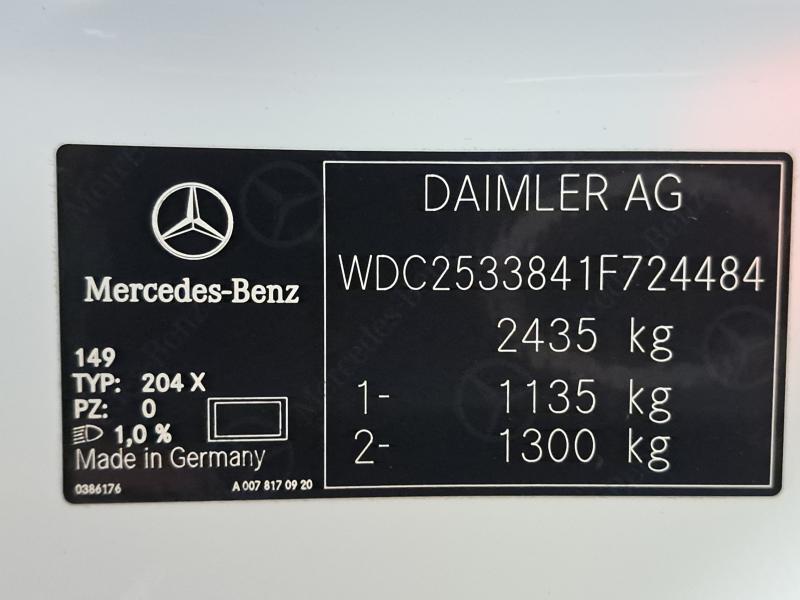 Mercedes-Benz
149
TYP: 204 X
PZ: 0
1,0 %
Made in Germany
0386176 A 007 817 09 20
DAIMLER AG
WDC2533841F724484
2435 kg
1- 1135 kg
2- 1300 kg